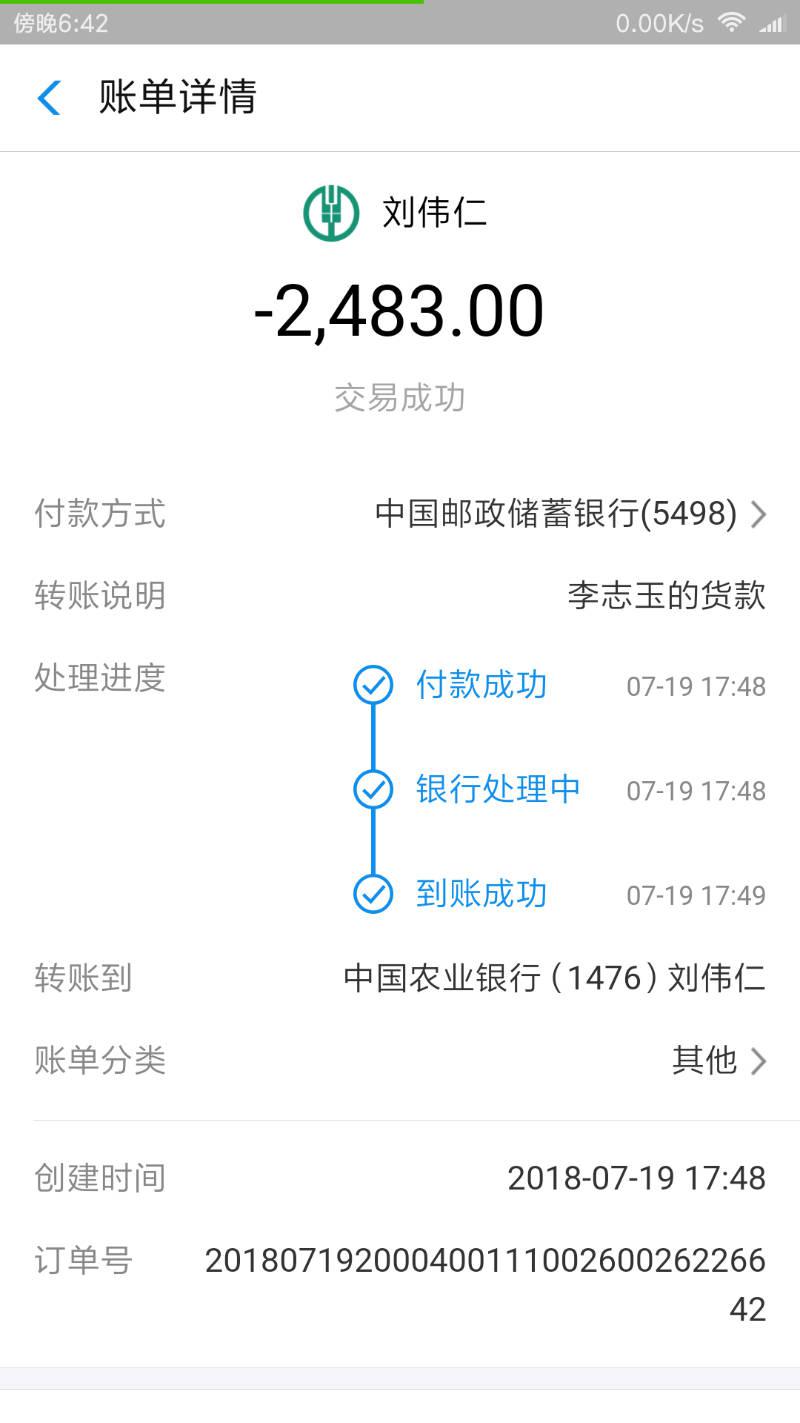 傍晚6:42 0.00K/s
账单详情
刘伟仁
-2,483.00
交易成功
付款方式 中国邮政储蓄银行(5498)
转账说明 李志玉的货款
处理进度 付款成功 07-19 17:48
银行处理中 07-19 17:48
到账成功 07-19 17:49
转账到 中国农业银行（1476）刘伟仁
账单分类 其他
创建时间 2018-07-19 17:48
订单号 201807192000400111002600262266
42